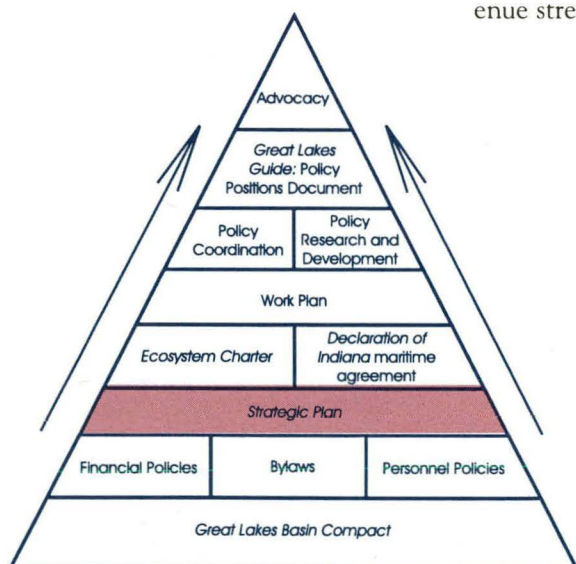 enue stre
Advocacy
Great Lakes
Guide: Policy
Positions Document
Policy
Coordination
Policy
Research and
Development
Work Plan
Ecosystem Charter
Declaration of
Indiana maritime
agreement
Strategic Plan
Financial Policies
Bylaws
Personnel Policies
Great Lakes Basin Compact